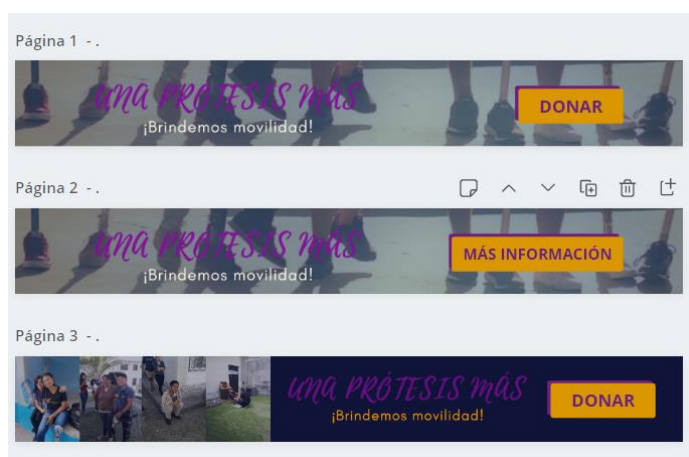 Página 1 - .
UNA PRÓTESIS MÁS
¡Brindemos movilidad!
DONAR
Página 2 - .
UNA PRÓTESIS MÁS
¡Brindemos movilidad!
MÁS INFORMACIÓN
Página 3 - .
UNA PRÓTESIS MÁS
¡Brindemos movilidad!
DONAR